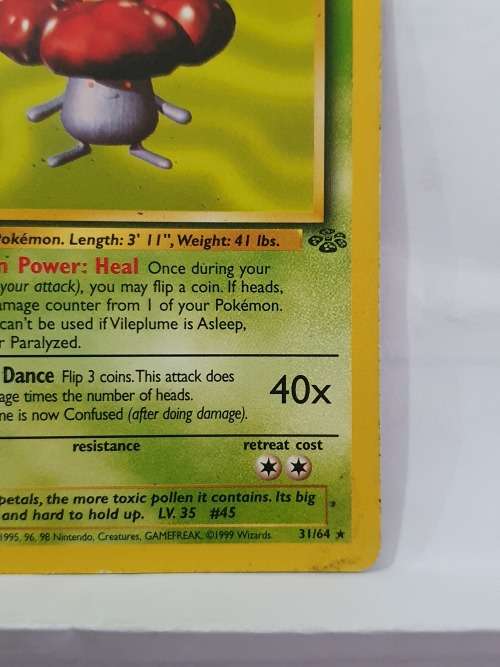 okémon. Length: 3' 11", Weight: 41 lbs.
n Power: Heal Once during your
your attack), you may flip a coin. If heads,
amage counter from 1 of your Pokémon.
can't be used if Vileplume is Asleep,
r Paralyzed.
Dance Flip 3 coins. This attack does
age times the number of heads.
ne is now Confused (after doing damage).
40x
resistance retreat cost
petals, the more toxic pollen it contains. Its big
and hard to hold up. LV. 35 #45
1995, 96, 98 Nintendo, Creatures, GAMEFREAK. ©1999 Wizards. 31/64 ★